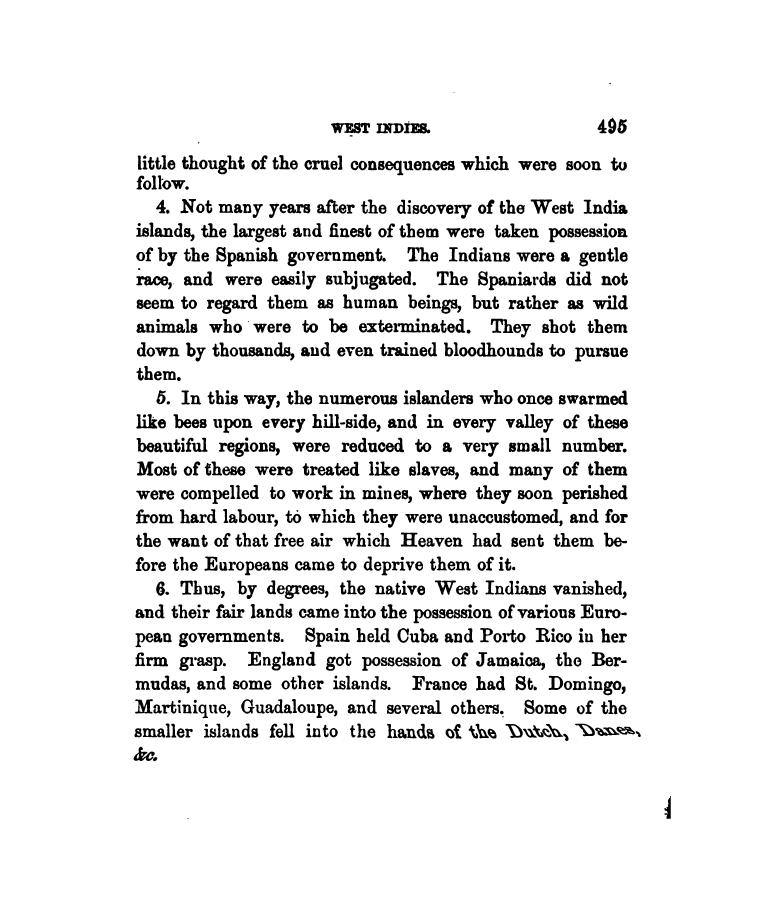 WEST INDIES. 495
little thought of the cruel consequences which were soon to
follow.
4. Not many years after the discovery of the West India
islands, the largest and finest of them were taken possession
of by the Spanish government. The Indians were a gentle
race, and were easily subjugated. The Spaniards did not
seem to regard them as human beings, but rather as wild
animals who were to be exterminated. They shot them
down by thousands, and even trained bloodhounds to pursue
them.
5. In this way, the numerous islanders who once swarmed
like bees upon every hill-side, and in every valley of these
beautiful regions, were reduced to a very small number.
Most of these were treated like slaves, and many of them
were compelled to work in mines, where they soon perished
from hard labour, to which they were unaccustomed, and for
the want of that free air which Heaven had sent them be-
fore the Europeans came to deprive them of it.
6. Thus, by degrees, the native West Indians vanished,
and their fair lands came into the possession of various Euro-
pean governments. Spain held Cuba and Porto Rico in her
firm grasp. England got possession of Jamaica, the Ber-
mudas, and some other islands. France had St. Domingo,
Martinique, Guadaloupe, and several others. Some of the
smaller islands fell into the hands of the Dutch, Danes,
&c.